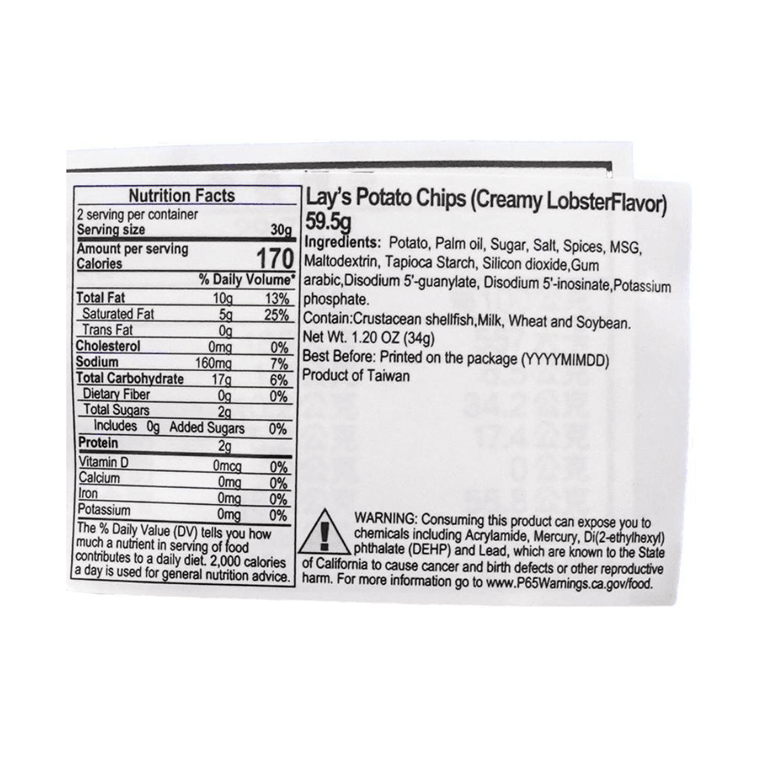 Nutrition Facts
2 serving per container
Serving size 30g
Amount per serving
Calories 170
% Daily Volume*
Total Fat 10g 13%
Saturated Fat 5g 25%
Trans Fat 0g
Cholesterol 0mg 0%
Sodium 160mg 7%
Total Carbohydrate 17g 6%
Dietary Fiber 0g 0%
Total Sugars 2g
Includes 0g Added Sugars 0%
Protein 2g
Vitamin D 0mcg 0%
Calcium 0mg 0%
Iron 0mg 0%
Potassium 0mg 0%
The % Daily Value (DV) tells you how
much a nutrient in serving of food
contributes to a daily diet. 2,000 calories
a day is used for general nutrition advice.
Lay's Potato Chips (Creamy LobsterFlavor)
59.5g
Ingredients: Potato, Palm oil, Sugar, Salt, Spices, MSG,
Maltodextrin, Tapioca Starch, Silicon dioxide,Gum
arabic,Disodium 5'-guanylate, Disodium 5'-inosinate,Potassium
phosphate.
Contain:Crustacean shellfish,Milk, Wheat and Soybean.
Net Wt. 1.20 OZ (34g)
Best Before: Printed on the package (YYYYMIMDD)
Product of Taiwan
WARNING: Consuming this product can expose you to
chemicals including Acrylamide, Mercury, Di(2-ethylhexyl)
phthalate (DEHP) and Lead, which are known to the State
of California to cause cancer and birth defects or other reproductive
harm. For more information go to www.P65Warnings.ca.gov/food.